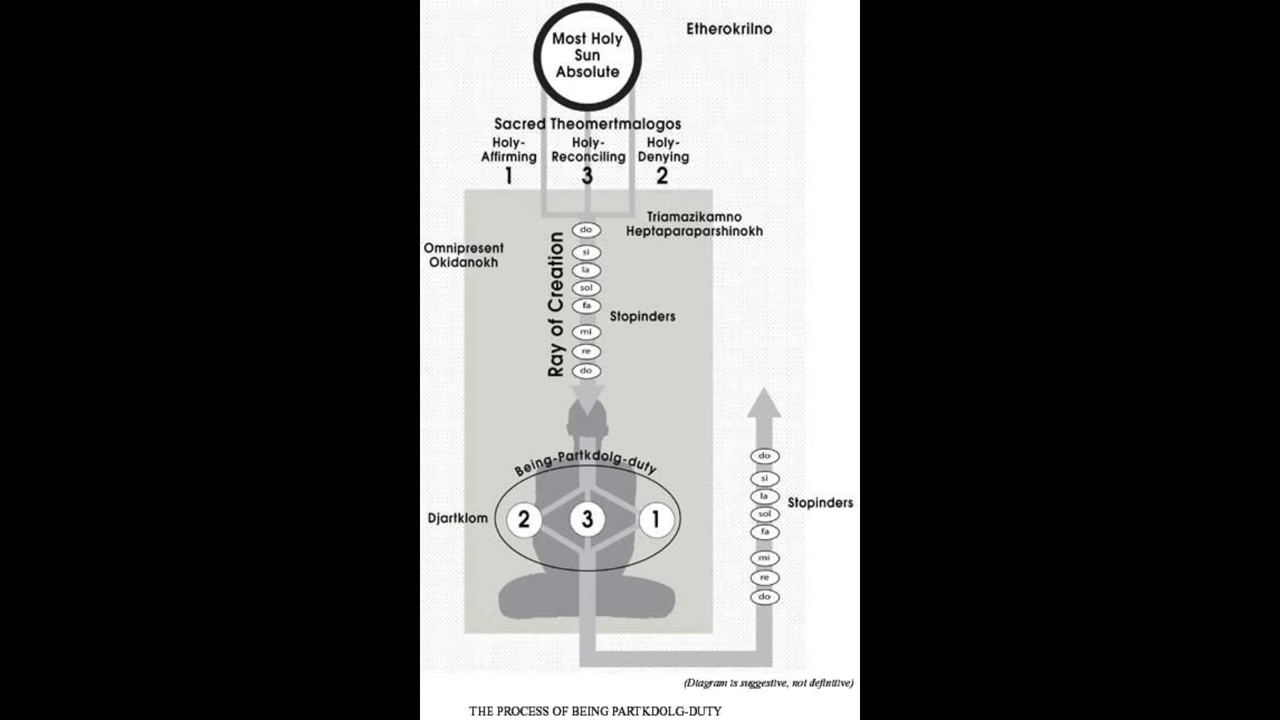 Etherokrilno
Most Holy
Sun
Absolute
Sacred Theomertmalogos
Holy-
Affirming
1
Holy-
Reconciling
3
Holy-
Denying
2
Triamazikamno
Heptaparaparshinokh
Omnipresent
Okidanokh
Ray of Creation
do
si
la
sol
fa
mi
re
do
Stopinders
Being-Partkdolg-duty
Djartklom
2
3
1
do
si
la
sol
fa
mi
re
do
Stopinders
(Diagram is suggestive, not definitive)
THE PROCESS OF BEING PARTKDOLG-DUTY